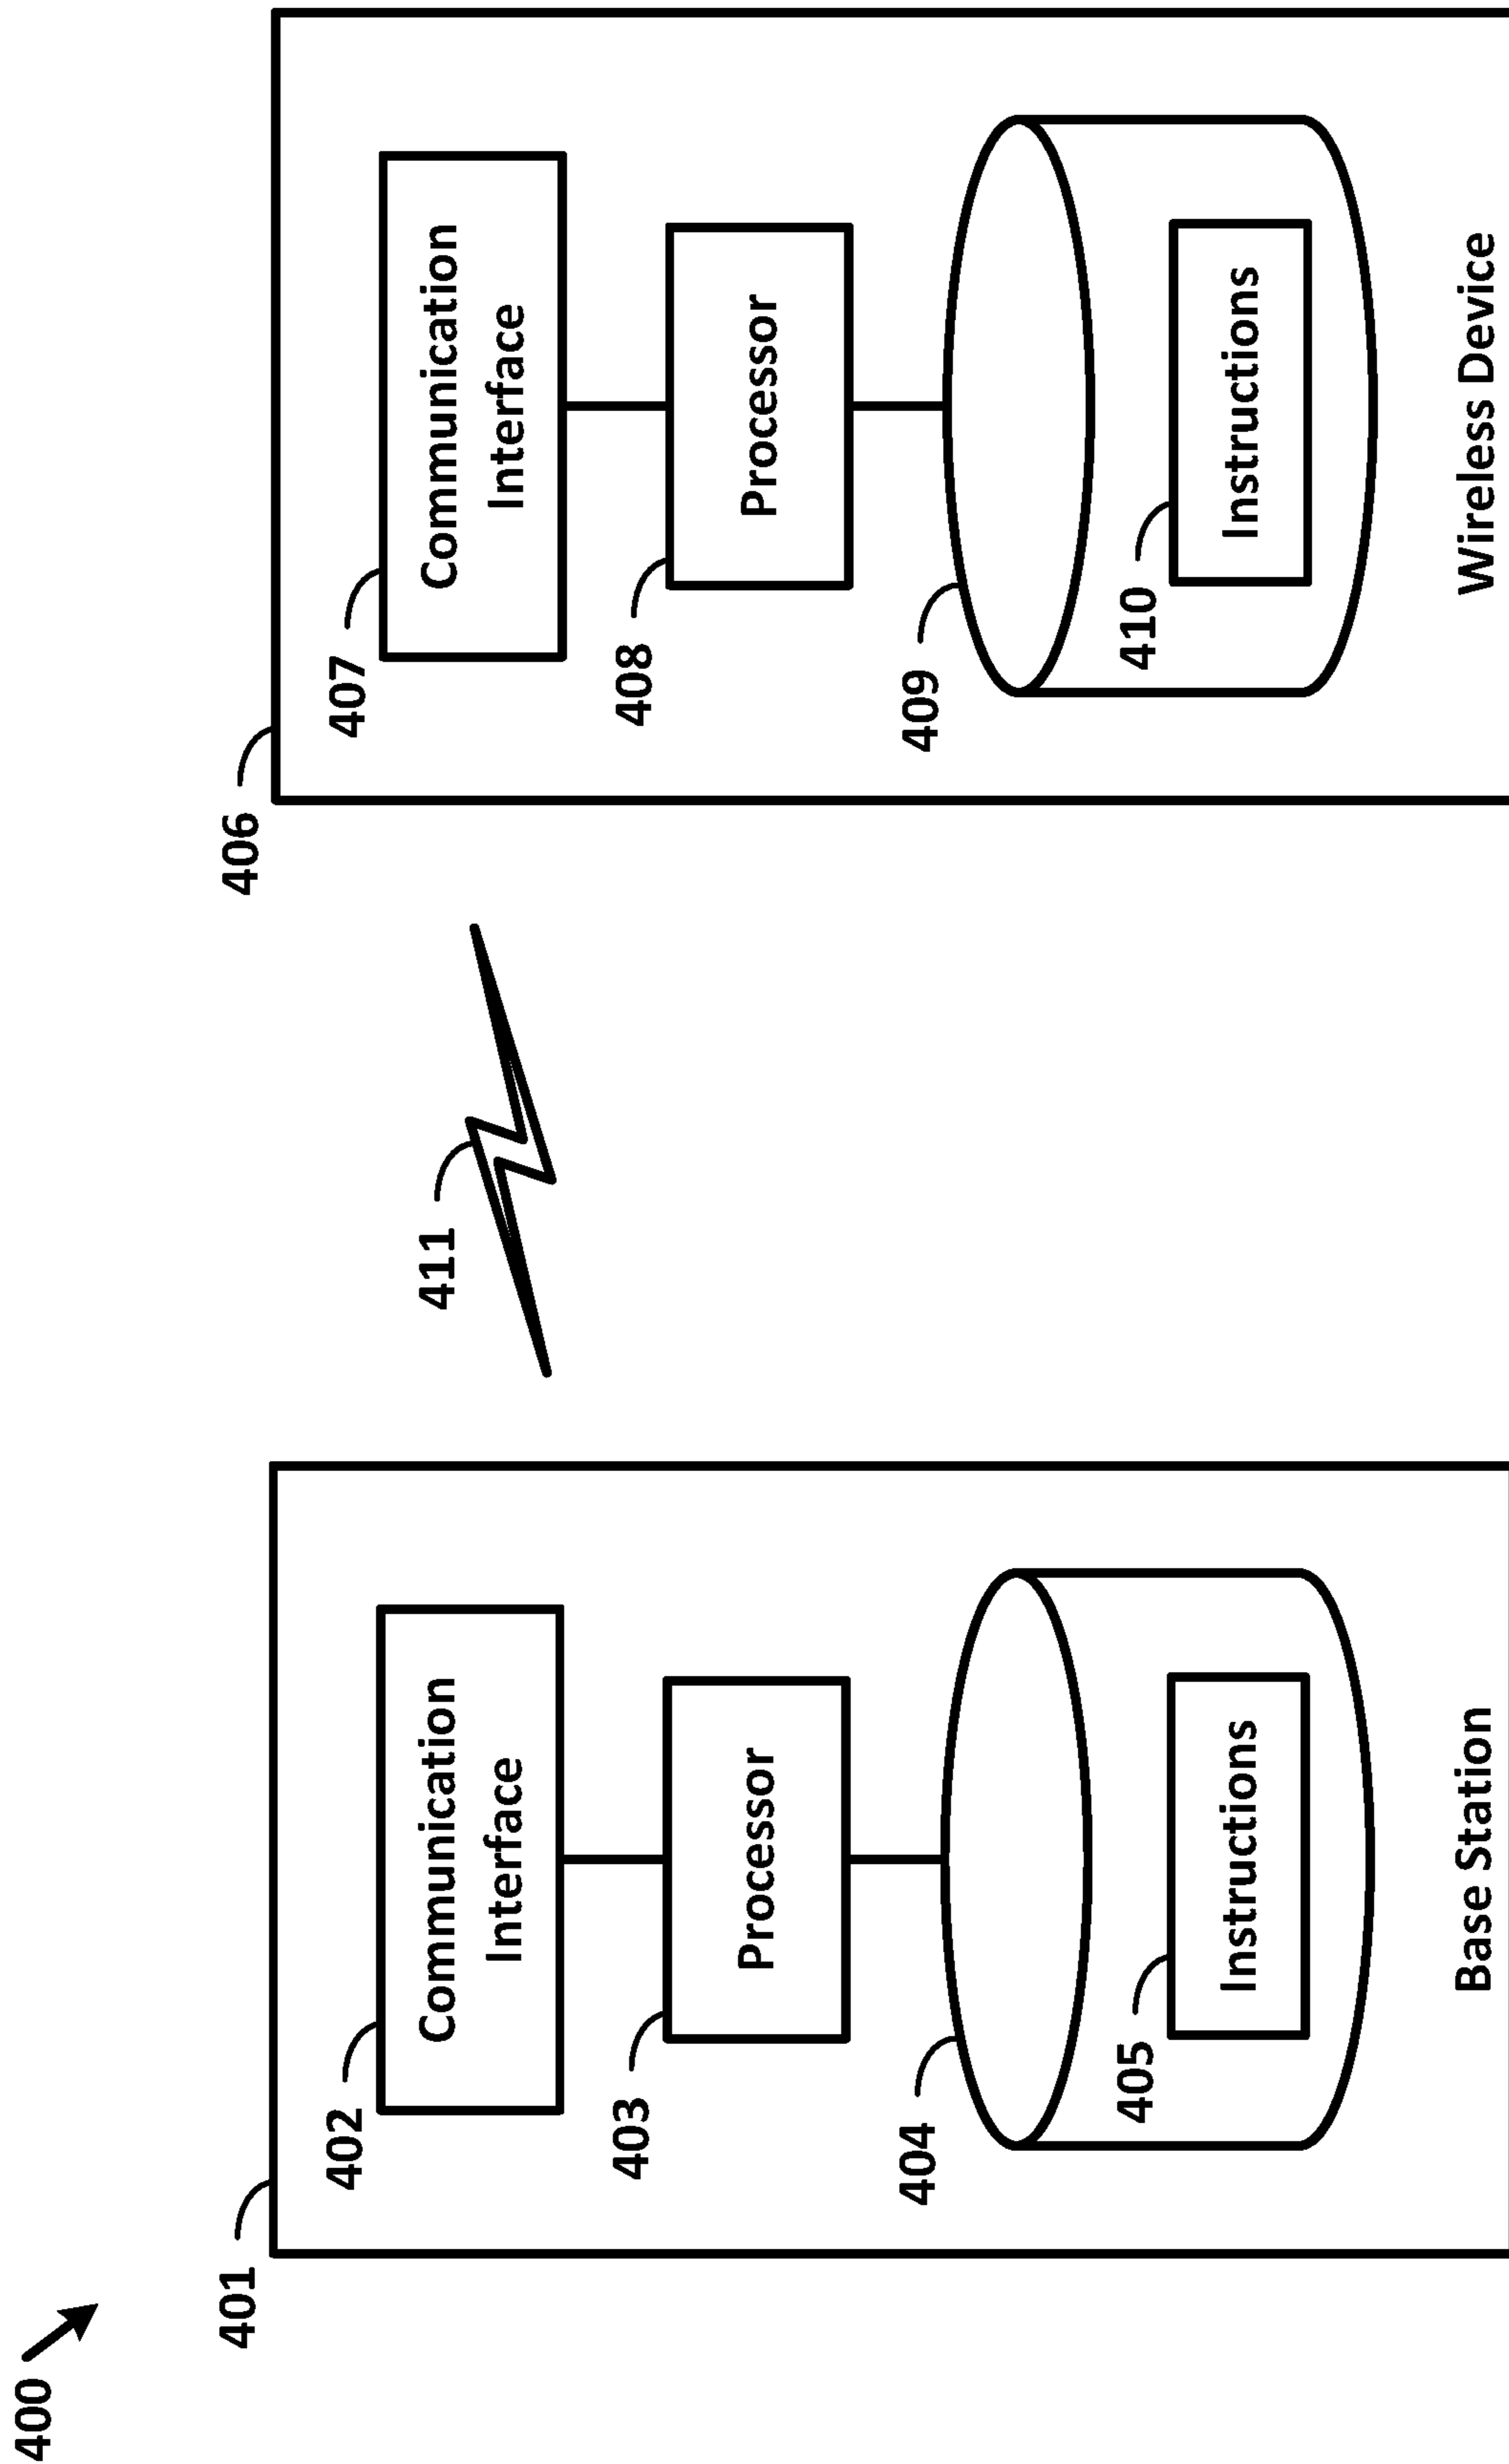 400
401
402
Communication
Interface
403
Processor
404
405
Instructions
Base Station
411
406
407
Communication
Interface
408
Processor
409
410
Instructions
Wireless Device